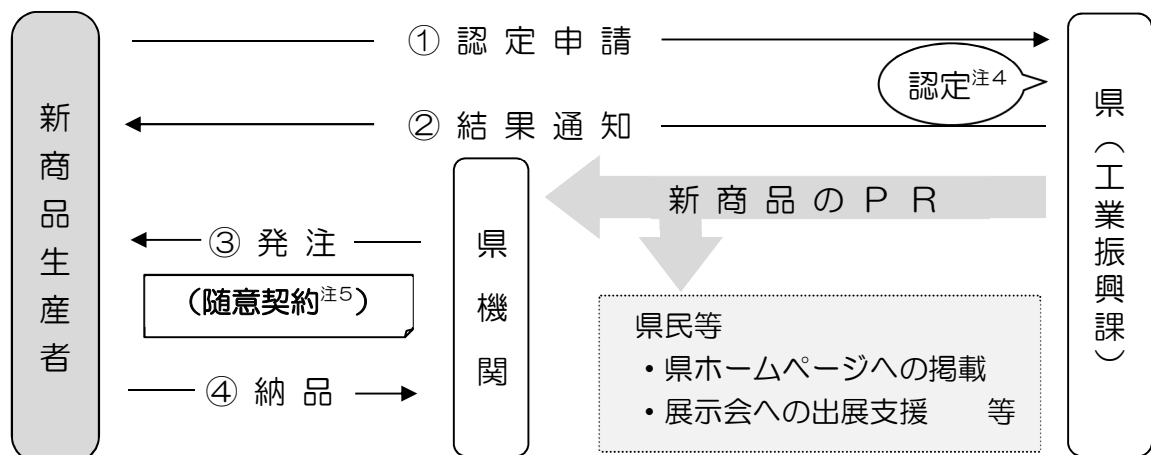 ① 認 定 申 請
認定注4
② 結 果 通 知
新商品生産者
県（工業振興課）
新 商 品 の Ｐ Ｒ
③ 発 注
（随意契約注5）
④ 納 品
県機関
県民等
・県ホームページへの掲載
・展示会への出展支援　　等